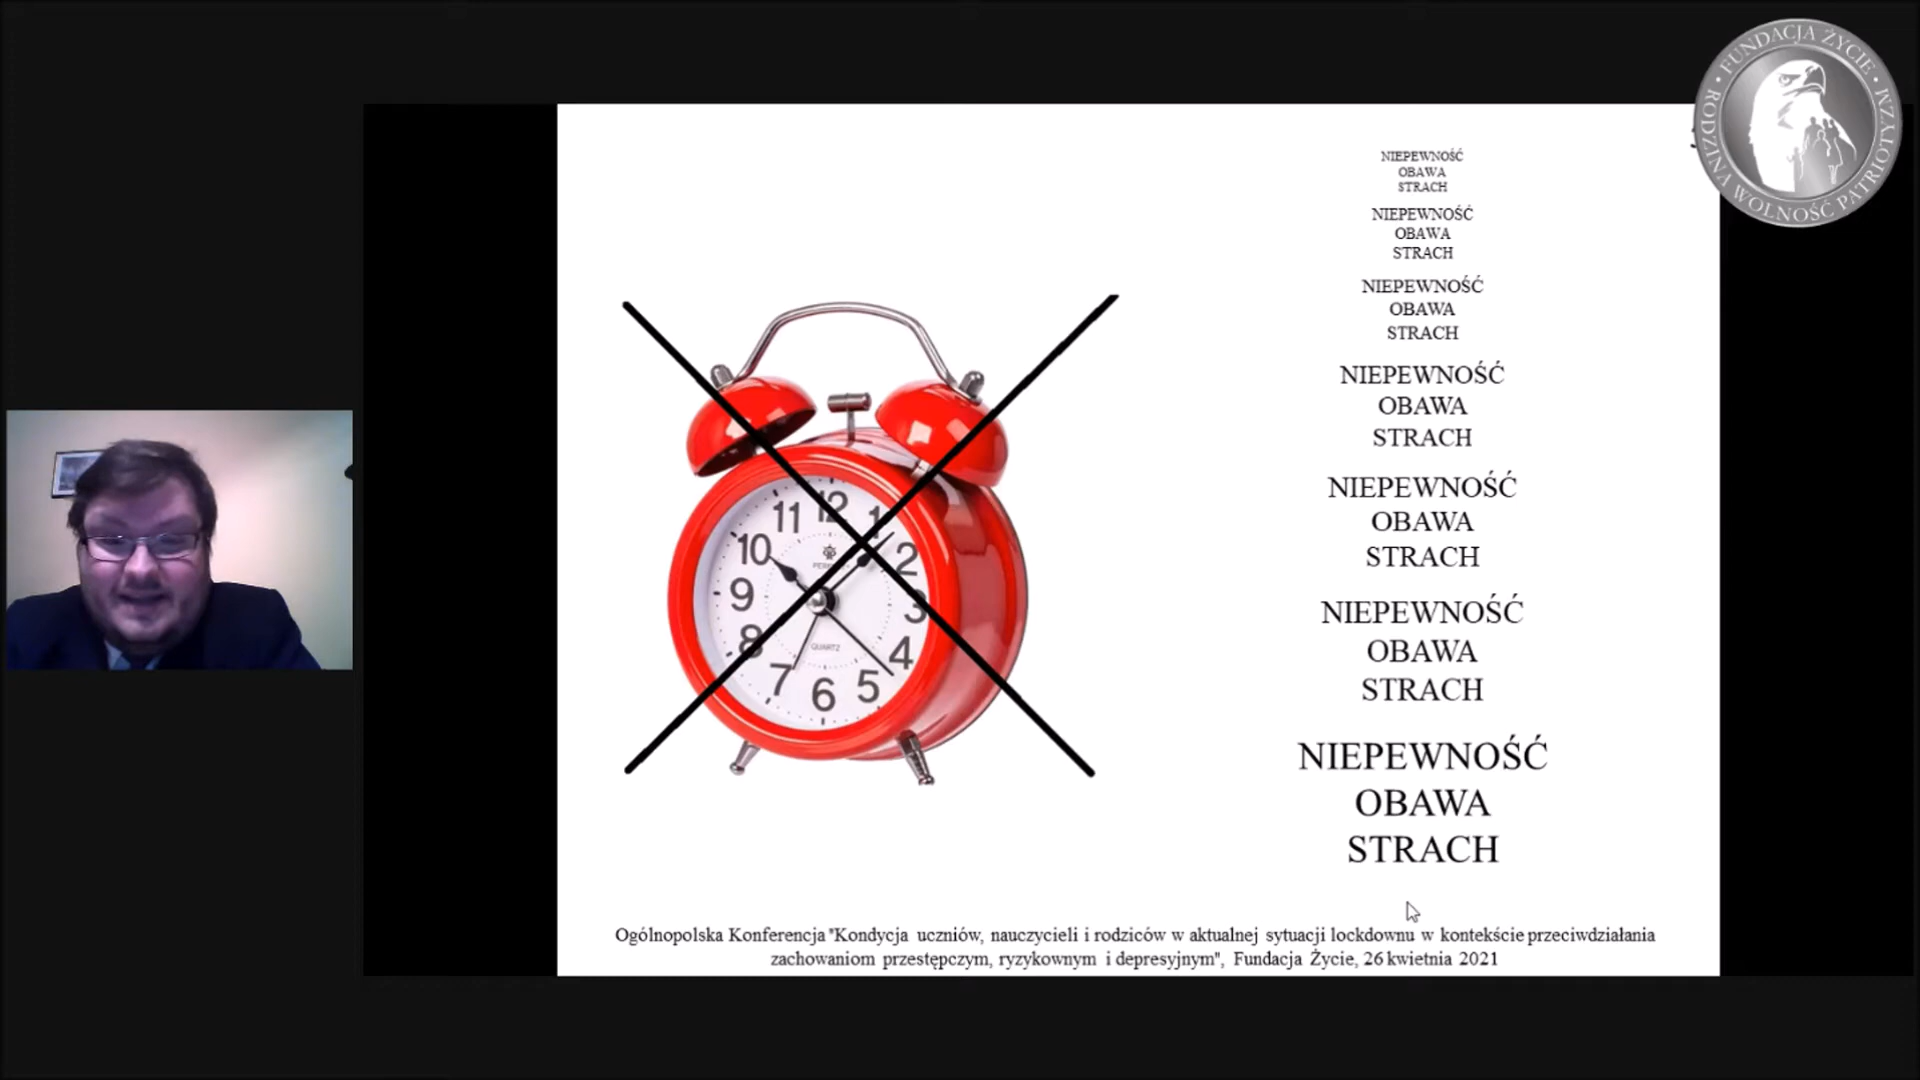 FUNDACJA ŻYCIE
RODZINA WOLNOŚĆ PATRIOTYZM
NIEPEWNOŚĆ
OBAWA
STRACH
NIEPEWNOŚĆ
OBAWA
STRACH
NIEPEWNOŚĆ
OBAWA
STRACH
NIEPEWNOŚĆ
OBAWA
STRACH
NIEPEWNOŚĆ
OBAWA
STRACH
NIEPEWNOŚĆ
OBAWA
STRACH
NIEPEWNOŚĆ
OBAWA
STRACH
11 12 1
10 2
9 3
8 4
7 6 5
QUARTZ
Ogólnopolska Konferencja "Kondycja uczniów, nauczycieli i rodziców w aktualnej sytuacji lockdownu w kontekście przeciwdziałania
zachowaniom przestępczym, ryzykownym i depresyjnym", Fundacja Życie, 26 kwietnia 2021